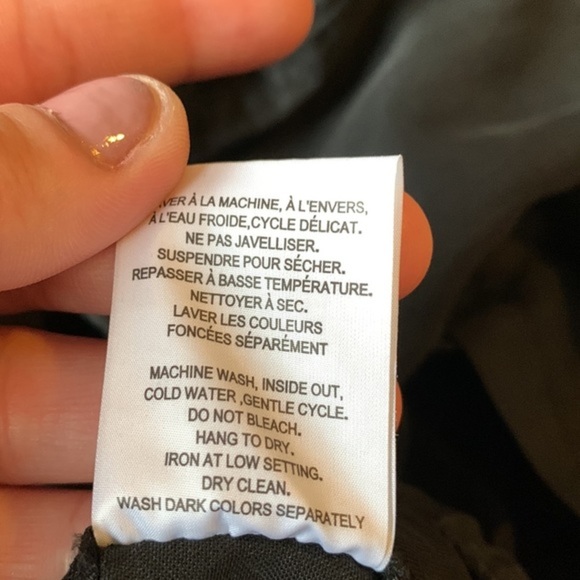 À LA MACHINE, À L'ENVERS,
À L'EAU FROIDE,CYCLE DÉLICAT.
NE PAS JAVELLISER.
SUSPENDRE POUR SÉCHER.
REPASSER À BASSE TEMPÉRATURE.
NETTOYER À SEC.
LAVER LES COULEURS
FONCÉES SÉPARÉMENT
MACHINE WASH, INSIDE OUT,
COLD WATER ,GENTLE CYCLE.
DO NOT BLEACH.
HANG TO DRY.
IRON AT LOW SETTING.
DRY CLEAN.
WASH DARK COLORS SEPARATELY